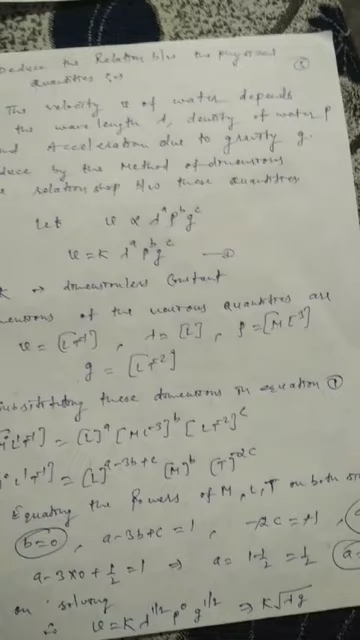 Deduce the Relation b/w the physical
quantities :→ ⑤
The velocity v of water depends
the wavelength λ, density of water ρ
and Acceleration due to gravity g.
duce by the Method of dimensions
relationshop b/w these quantities
Let v ∝ λ^a ρ^b g^c
v = K λ^a ρ^b g^c —①
K → dimensionless Constant
mensions of the various quantities are
v = [LT^-1], λ = [L], ρ = [ML^-3]
g = [LT^-2]
Substituting these dimensions in equation ①
[M°L'T^-1] = [L]^a [ML^-3]^b [LT^-2]^c
[M°L'T^-1] = [L]^a-3b+c [M]^b [T]^-2c
Equating the Powers of M, L, T on both
b=0, a-3b+c=1, -2c=-1,
a-3×0+1/2=1 ⇒ a=1-1/2=1/2
on solving
∴ v = K λ^1/2 ρ^0 g^1/2 ⇒ K√λg